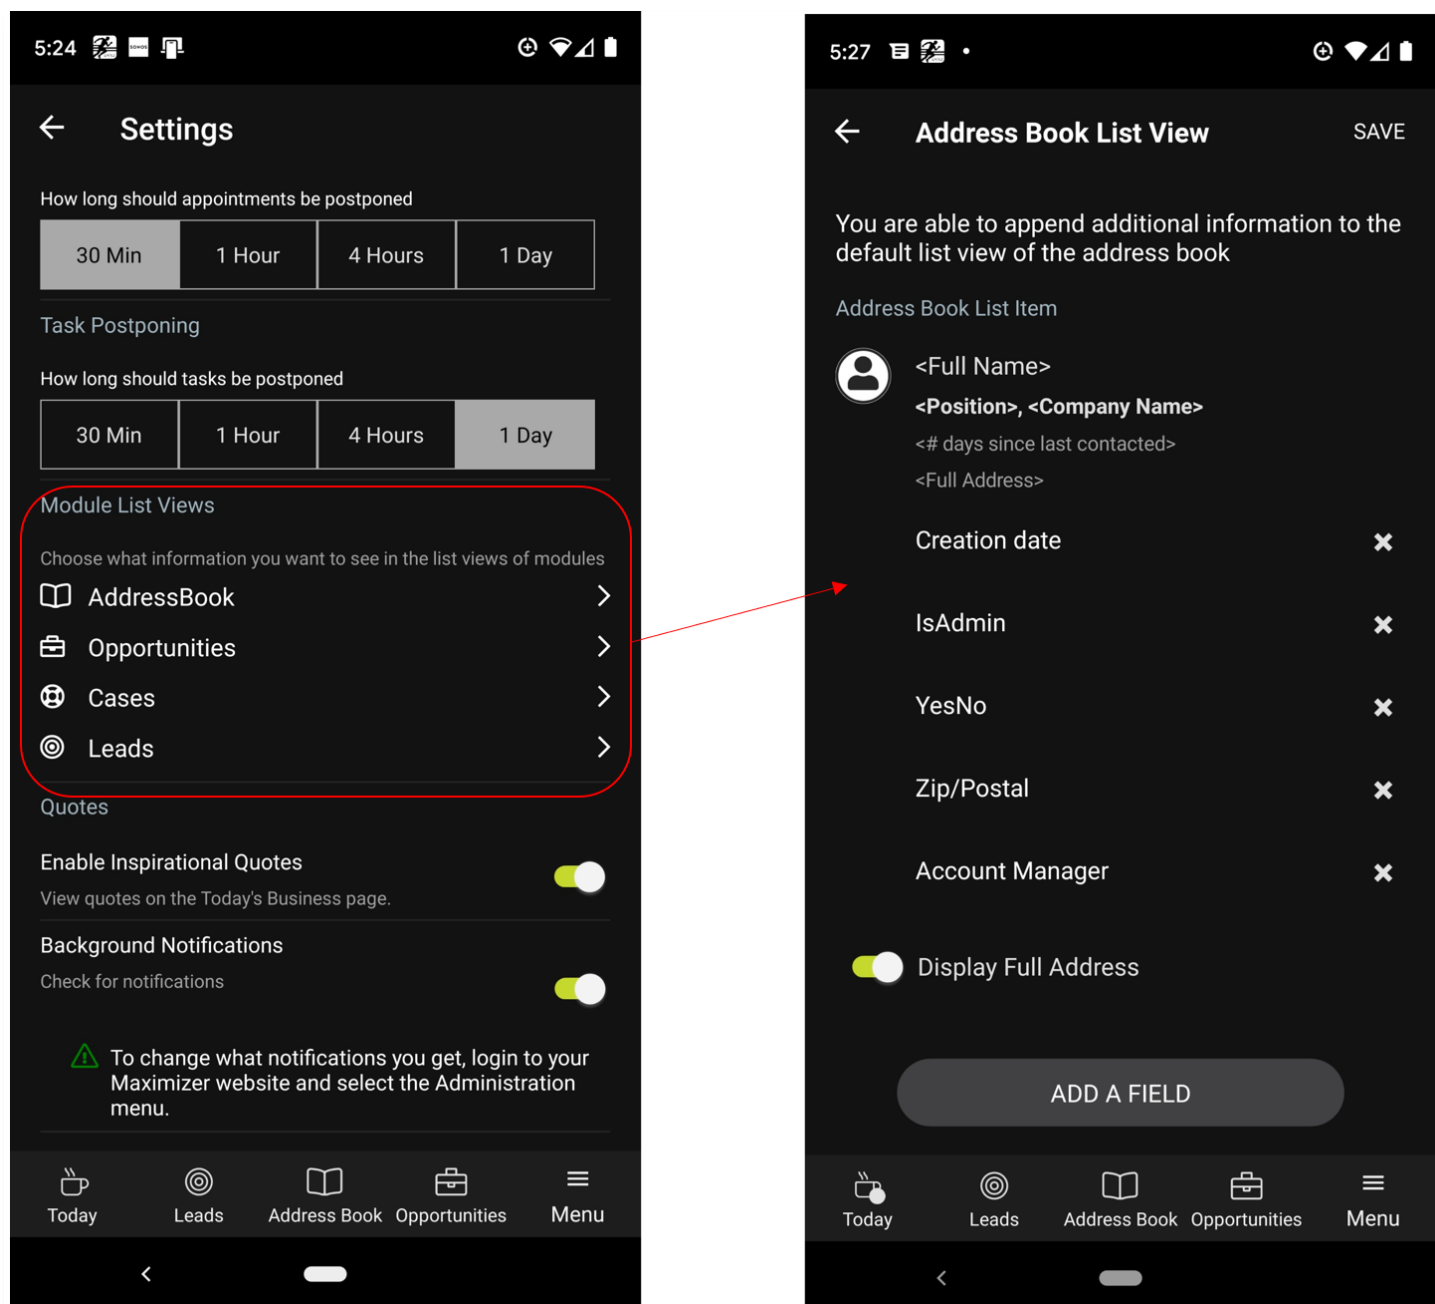 5:24
SONOS
Settings
How long should appointments be postponed
30 Min 1 Hour 4 Hours 1 Day
Task Postponing
How long should tasks be postponed
30 Min 1 Hour 4 Hours 1 Day
Module List Views
Choose what information you want to see in the list views of modules
AddressBook
Opportunities
Cases
Leads
Quotes
Enable Inspirational Quotes
View quotes on the Today's Business page.
Background Notifications
Check for notifications
To change what notifications you get, login to your
Maximizer website and select the Administration
menu.
Today Leads Address Book Opportunities Menu
5:27
Address Book List View SAVE
You are able to append additional information to the
default list view of the address book
Address Book List Item
<Full Name>
<Position>, <Company Name>
<# days since last contacted>
<Full Address>
Creation date
IsAdmin
YesNo
Zip/Postal
Account Manager
Display Full Address
ADD A FIELD
Today Leads Address Book Opportunities Menu